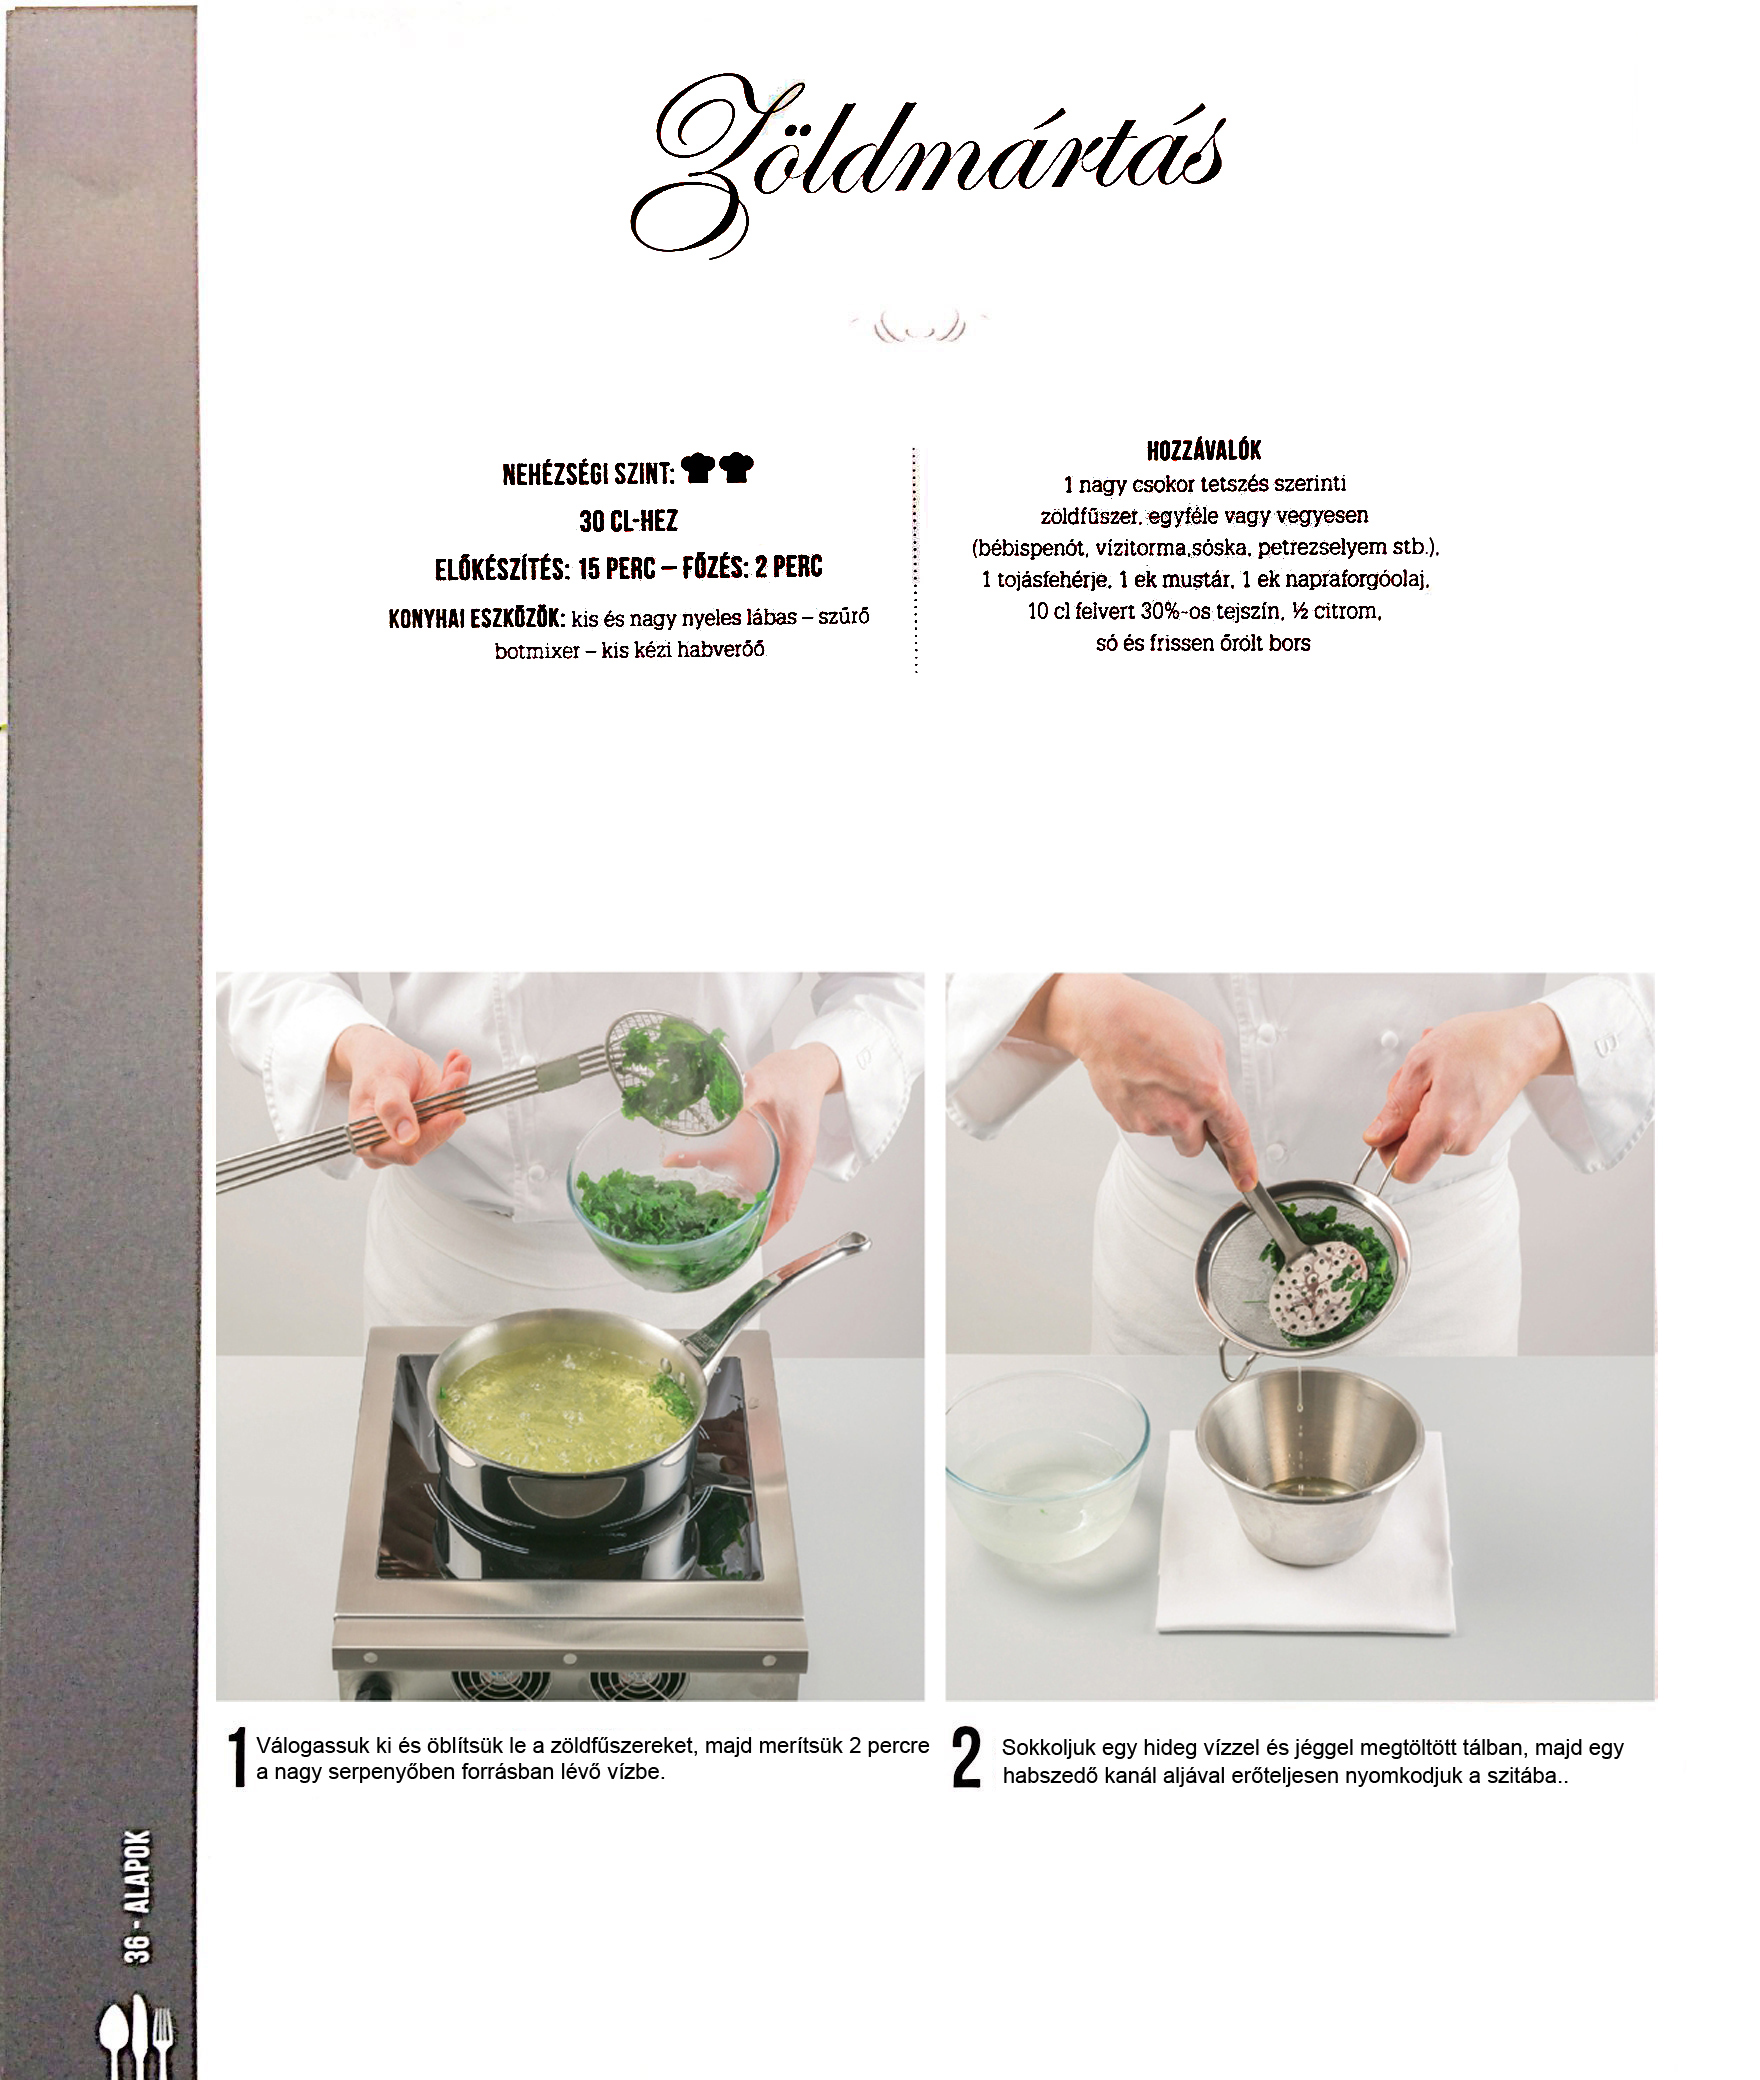 Zöldmártás
NEHÉZSÉGI SZINT:
30 CL-HEZ
ELŐKÉSZÍTÉS: 15 PERC – FŐZÉS: 2 PERC
KONYHAI ESZKÖZÖK: kis és nagy nyeles lábas – szűrő
botmixer – kis kézi habverőő
HOZZÁVALÓK
1 nagy csokor tetszés szerinti
zöldfűszer, egyféle vagy vegyesen
(bébispenót, vízitorma,sóska, petrezselyem stb.),
1 tojásfehérje, 1 ek mustár, 1 ek napraforgóolaj,
10 cl felvert 30%-os tejszín, ½ citrom,
só és frissen őrölt bors
1 Válogassuk ki és öblítsük le a zöldfűszereket, majd merítsük 2 percre
a nagy serpenyőben forrásban lévő vízbe.
2 Sokkoljuk egy hideg vízzel és jéggel megtöltött tálban, majd egy
habszedő kanál aljával erőteljesen nyomkodjuk a szitába..
36 - ALAPOK